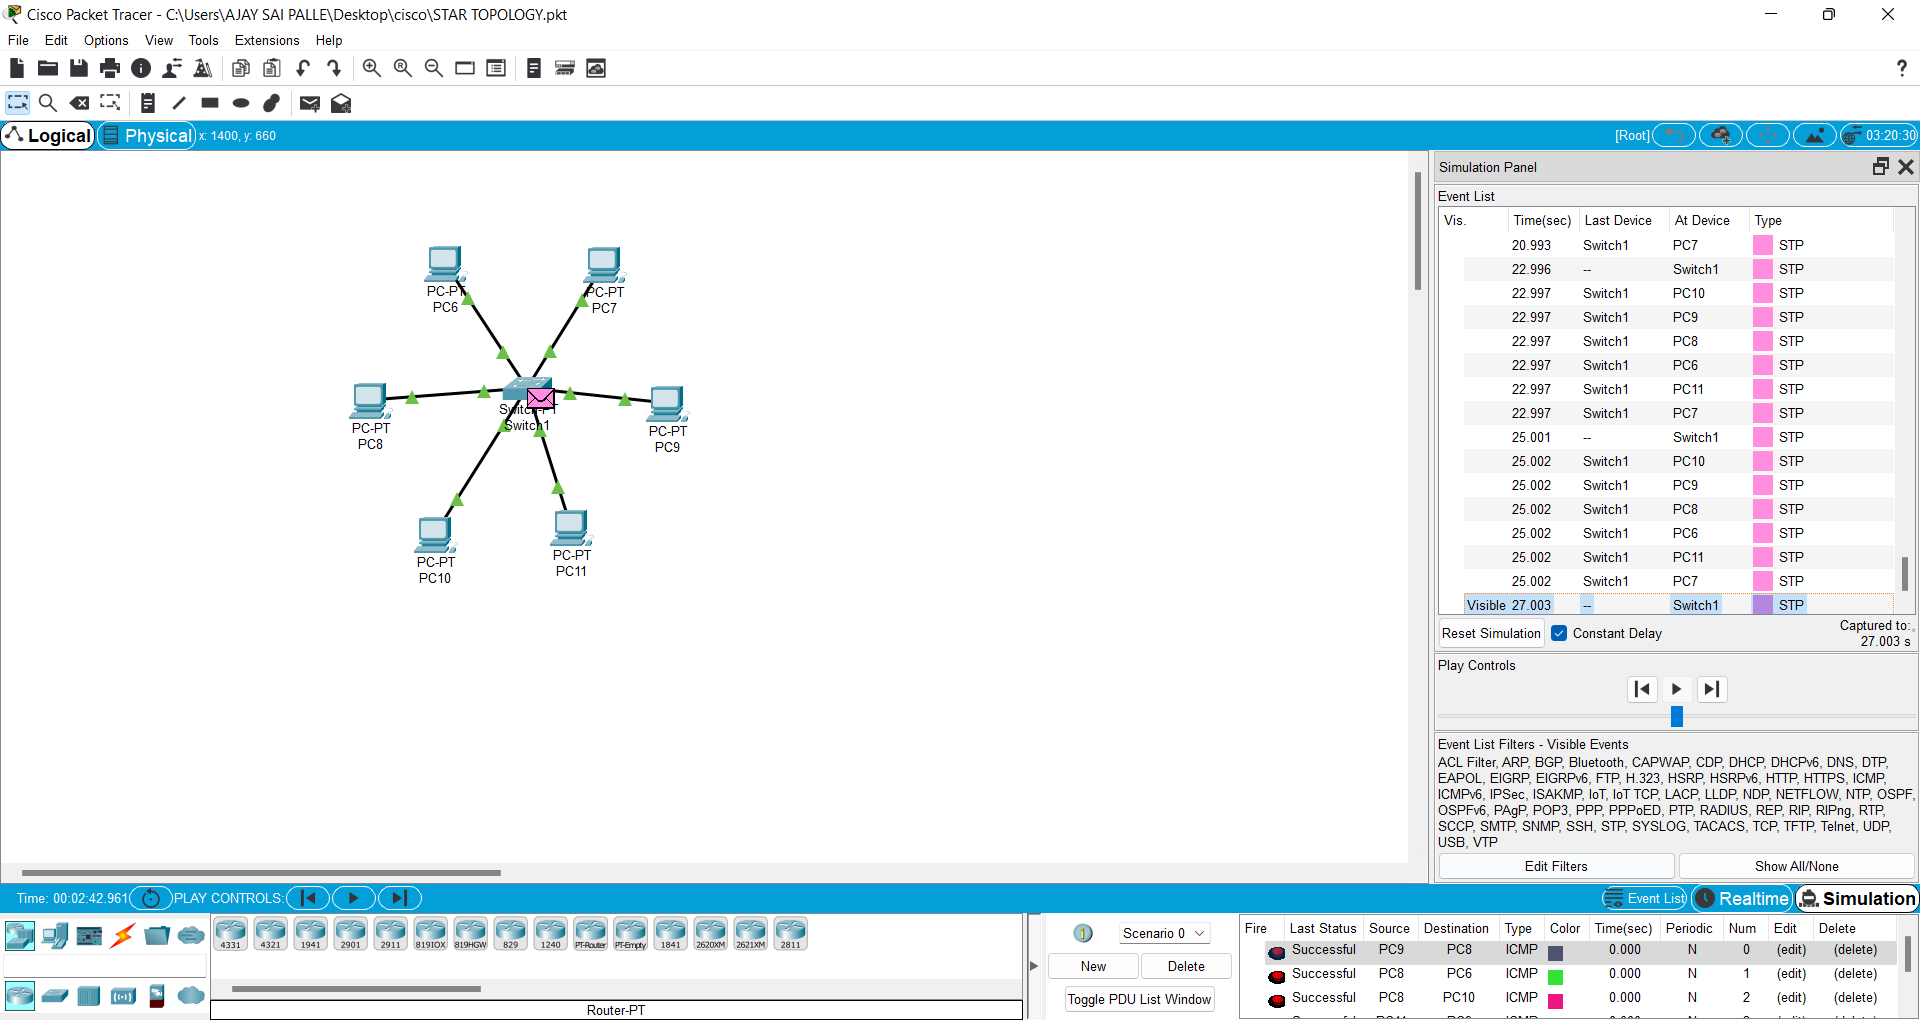 Cisco Packet Tracer - C:\Users\AJAY SAI PALLE\Desktop\cisco\STAR TOPOLOGY.pkt
File Edit Options View Tools Extensions Help
?
Logical Physical x: 1400, y: 660 [Root] 03:20:30
PC-PT
PC6
PC-PT
PC7
PC-PT
PC8
Switch-PT
Switch1
PC-PT
PC9
PC-PT
PC10
PC-PT
PC11
Simulation Panel
Event List
Vis. Time(sec) Last Device At Device Type
20.993 Switch1 PC7 STP
22.996 -- Switch1 STP
22.997 Switch1 PC10 STP
22.997 Switch1 PC9 STP
22.997 Switch1 PC8 STP
22.997 Switch1 PC6 STP
22.997 Switch1 PC11 STP
22.997 Switch1 PC7 STP
25.001 -- Switch1 STP
25.002 Switch1 PC10 STP
25.002 Switch1 PC9 STP
25.002 Switch1 PC8 STP
25.002 Switch1 PC6 STP
25.002 Switch1 PC11 STP
25.002 Switch1 PC7 STP
Visible 27.003 -- Switch1 STP
Reset Simulation Constant Delay Captured to:
27.003 s
Play Controls
Event List Filters - Visible Events
ACL Filter, ARP, BGP, Bluetooth, CAPWAP, CDP, DHCP, DHCPv6, DNS, DTP,
EAPOL, EIGRP, EIGRPv6, FTP, H.323, HSRP, HSRPv6, HTTP, HTTPS, ICMP,
ICMPv6, IPSec, ISAKMP, IoT, IoT TCP, LACP, LLDP, NDP, NETFLOW, NTP, OSPF,
OSPFv6, PAgP, POP3, PPP, PPPoED, PTP, RADIUS, REP, RIP, RIPng, RTP,
SCCP, SMTP, SNMP, SSH, STP, SYSLOG, TACACS, TCP, TFTP, Telnet, UDP,
USB, VTP
Edit Filters Show All/None
Time: 00:02:42.961 PLAY CONTROLS: Event List Realtime Simulation
4331 4321 1941 2901 2911 819IOX 819HGW 829 1240 PT-Router PT-Empty 1841 2620XM 2621XM 2811
Router-PT
1 Scenario 0
New Delete
Toggle PDU List Window
Fire Last Status Source Destination Type Color Time(sec) Periodic Num Edit Delete
Successful PC9 PC8 ICMP 0.000 N 0 (edit) (delete)
Successful PC8 PC6 ICMP 0.000 N 1 (edit) (delete)
Successful PC8 PC10 ICMP 0.000 N 2 (edit) (delete)